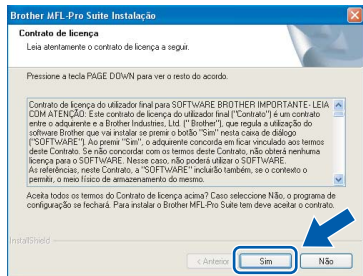 Brother MFL-Pro Suite Instalação
Contrato de licença
Leia atentamente o contrato de licença a seguir.
Pressione a tecla PAGE DOWN para ver o resto do acordo.
Contrato de licença do utilizador final para SOFTWARE BROTHER IMPORTANTE- LEIA
COM ATENÇÃO: Este contrato de licença do utilizador final ("Contrato") é um contrato
entre o adquirente e a Brother Industries, Ltd. ("Brother"), que regula a utilização do
software Brother que vai instalar se premir o botão "Sim" nesta caixa de diálogo
("SOFTWARE"). Ao premir "Sim", o adquirente concorda em ficar vinculado aos termos
deste Contrato. Se não concordar com os termos deste Contrato, não obterá nenhuma
licença para o SOFTWARE. Nesse caso, não poderá utilizar o SOFTWARE.
As referências, neste Contrato, a "SOFTWARE" incluirão também, se o contexto o
permitir, o meio físico de armazenamento do mesmo.
Aceita todos os termos do Contrato de licença acima? Caso seleccione Não, o programa de
configuração se fechará. Para instalar o Brother MFL-Pro Suite tem deve aceitar o contrato.
InstallShield
< Anterior
Sim
Não